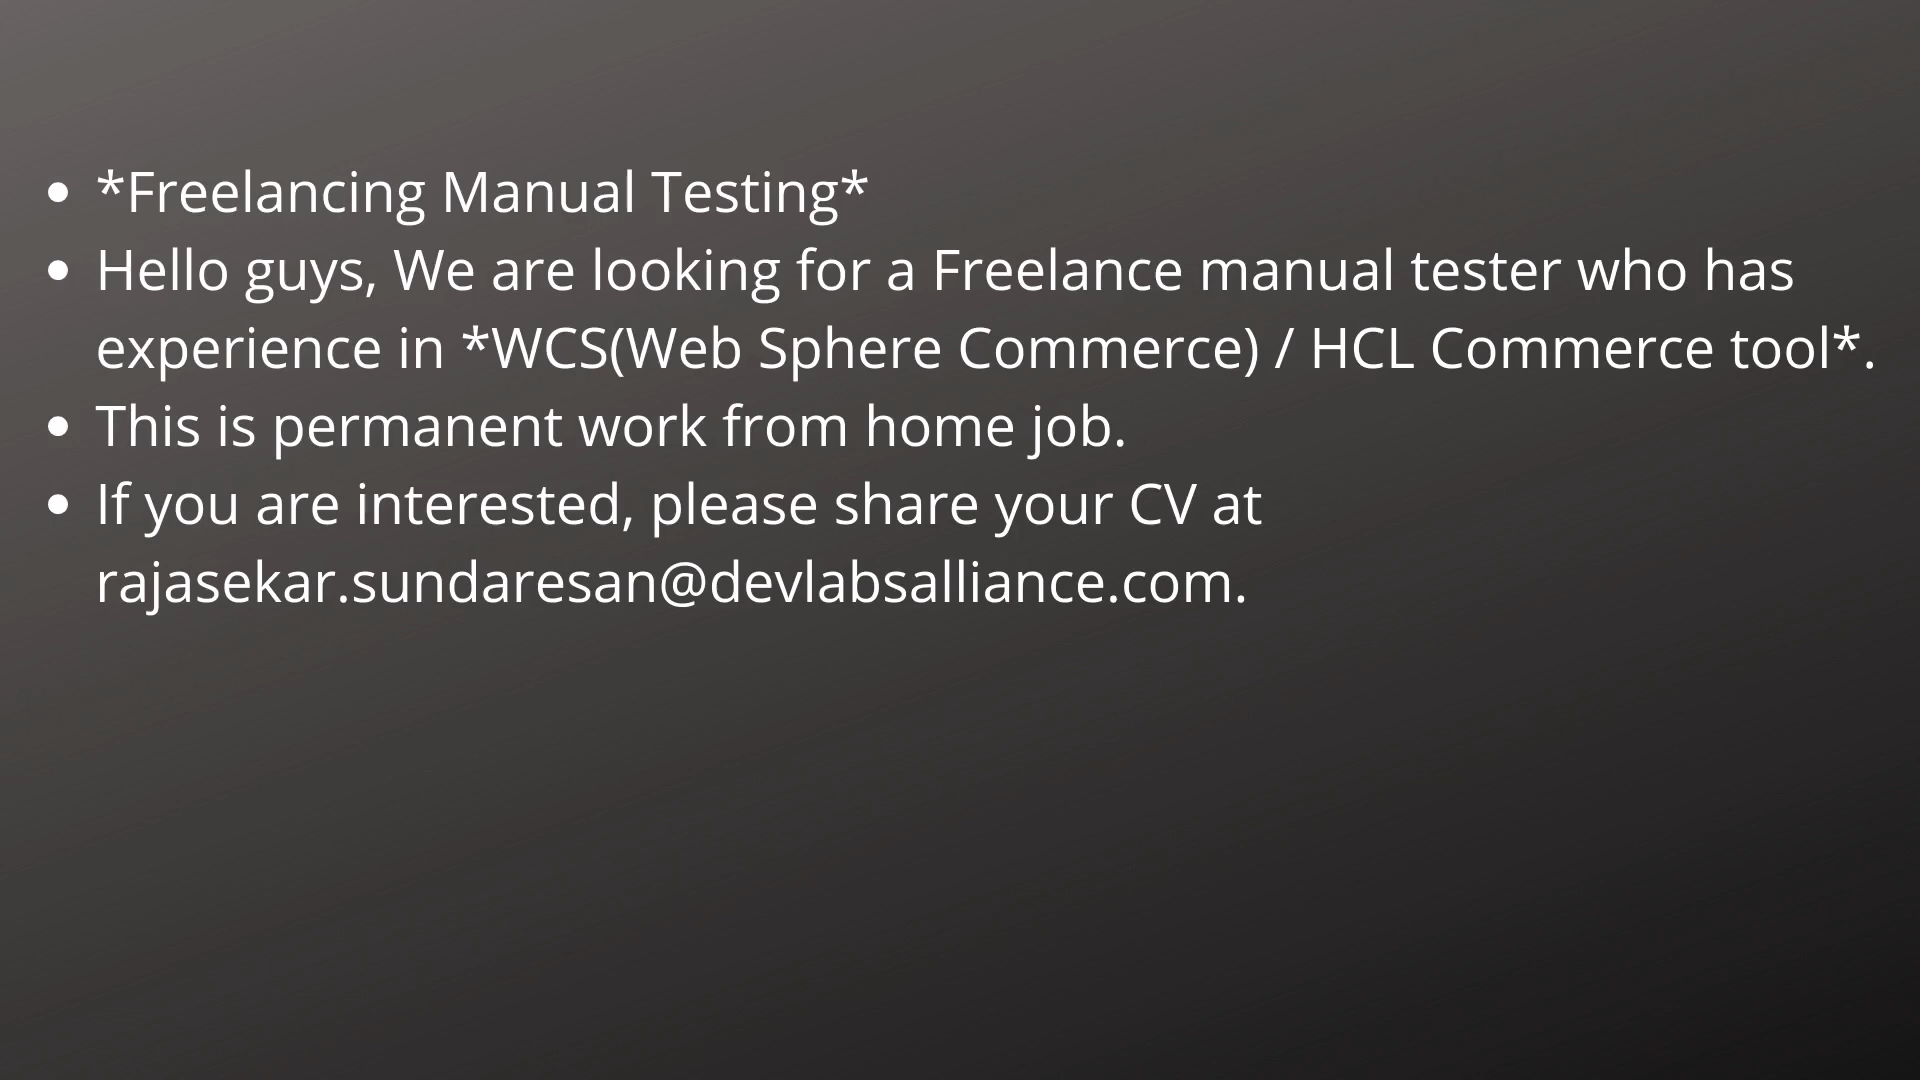 *Freelancing Manual Testing*
Hello guys, We are looking for a Freelance manual tester who has
experience in *WCS(Web Sphere Commerce) / HCL Commerce tool*.
This is permanent work from home job.
If you are interested, please share your CV at
rajasekar.sundaresan@devlabsalliance.com.